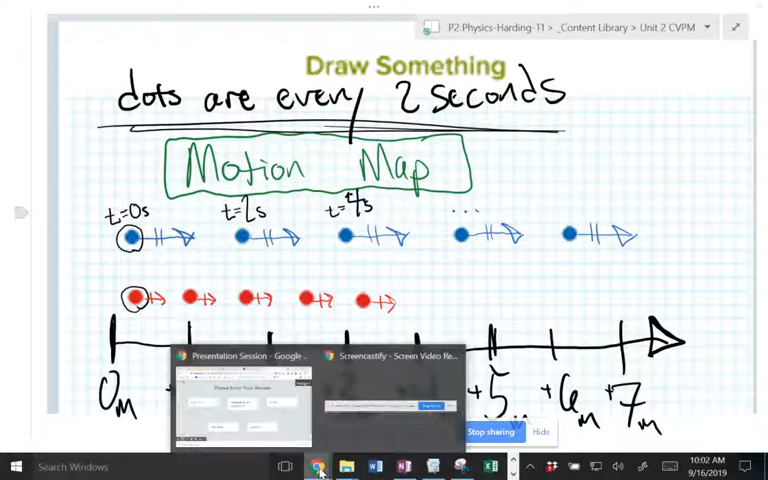 P2.Physics-Harding-T1 > _Content Library > Unit 2 CVPM
Draw Something
dots are every 2 seconds
Motion Map
t=0s t=2s t=4s ...
Presentation Session - Google ... Screencastify - Screen Video Re...
0m +5m +6m +7m
Stop sharing Hide
Search Windows
10:02 AM
9/16/2019